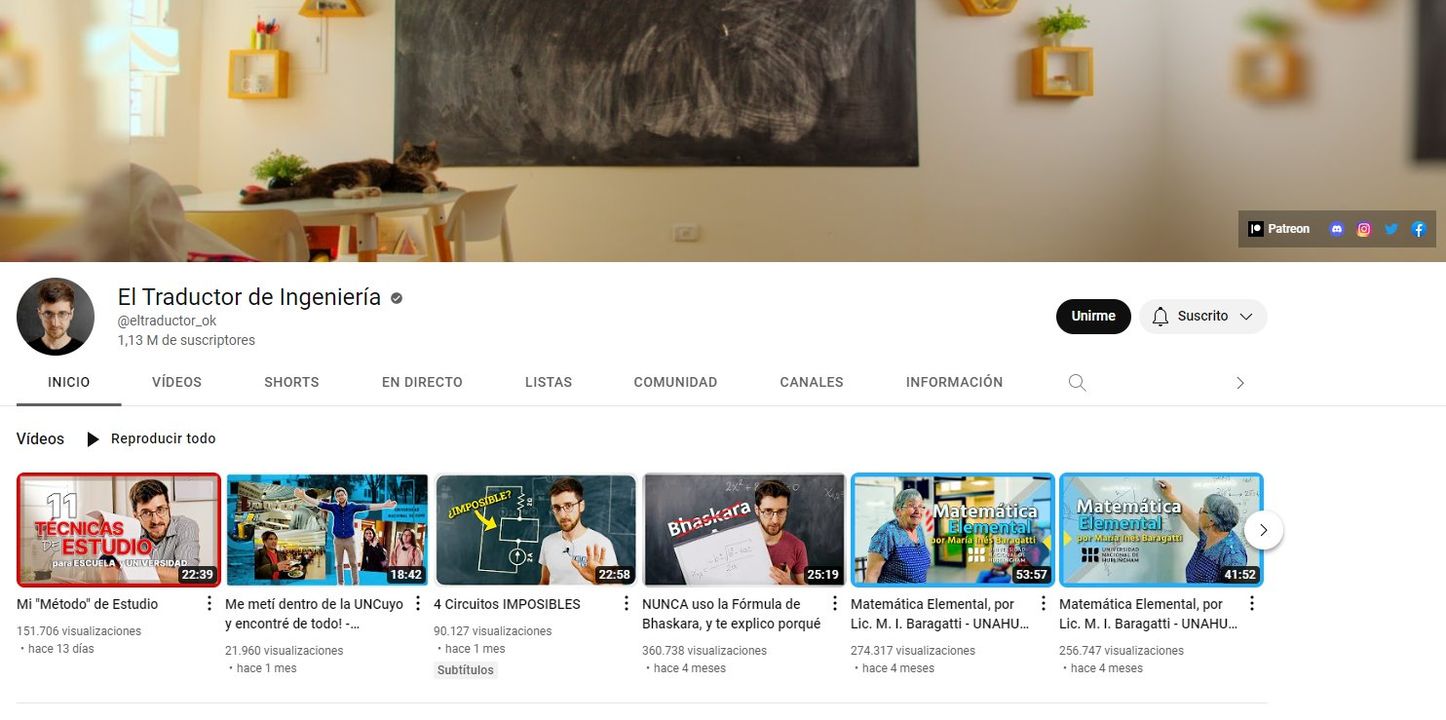 Patreon
El Traductor de Ingeniería
@eltraductor_ok
1,13 M de suscriptores
Unirme
Suscrito
INICIO
VÍDEOS
SHORTS
EN DIRECTO
LISTAS
COMUNIDAD
CANALES
INFORMACIÓN
Vídeos
Reproducir todo
11
TÉCNICAS
DE ESTUDIO
para ESCUELA y UNIVERSIDAD
22:39
Mi "Método" de Estudio
151.706 visualizaciones
• hace 13 días
18:42
Me metí dentro de la UNCuyo
y encontré de todo! -...
21.960 visualizaciones
• hace 1 mes
¿IMPOSIBLE?
22:58
4 Circuitos IMPOSIBLES
90.127 visualizaciones
• hace 1 mes
Subtítulos
Bhaskara
25:19
NUNCA uso la Fórmula de
Bhaskara, y te explico porqué
360.738 visualizaciones
• hace 4 meses
Matemática
Elemental
por María Inés Baragatti
53:57
Matemática Elemental, por
Lic. M. I. Baragatti - UNAHU...
274.317 visualizaciones
• hace 4 meses
Matemática
Elemental
por María Inés Baragatti
UNIVERSIDAD
NACIONAL DE
HURLINGHAM
41:52
Matemática Elemental, por
Lic. M. I. Baragatti - UNAHU...
256.747 visualizaciones
• hace 4 meses